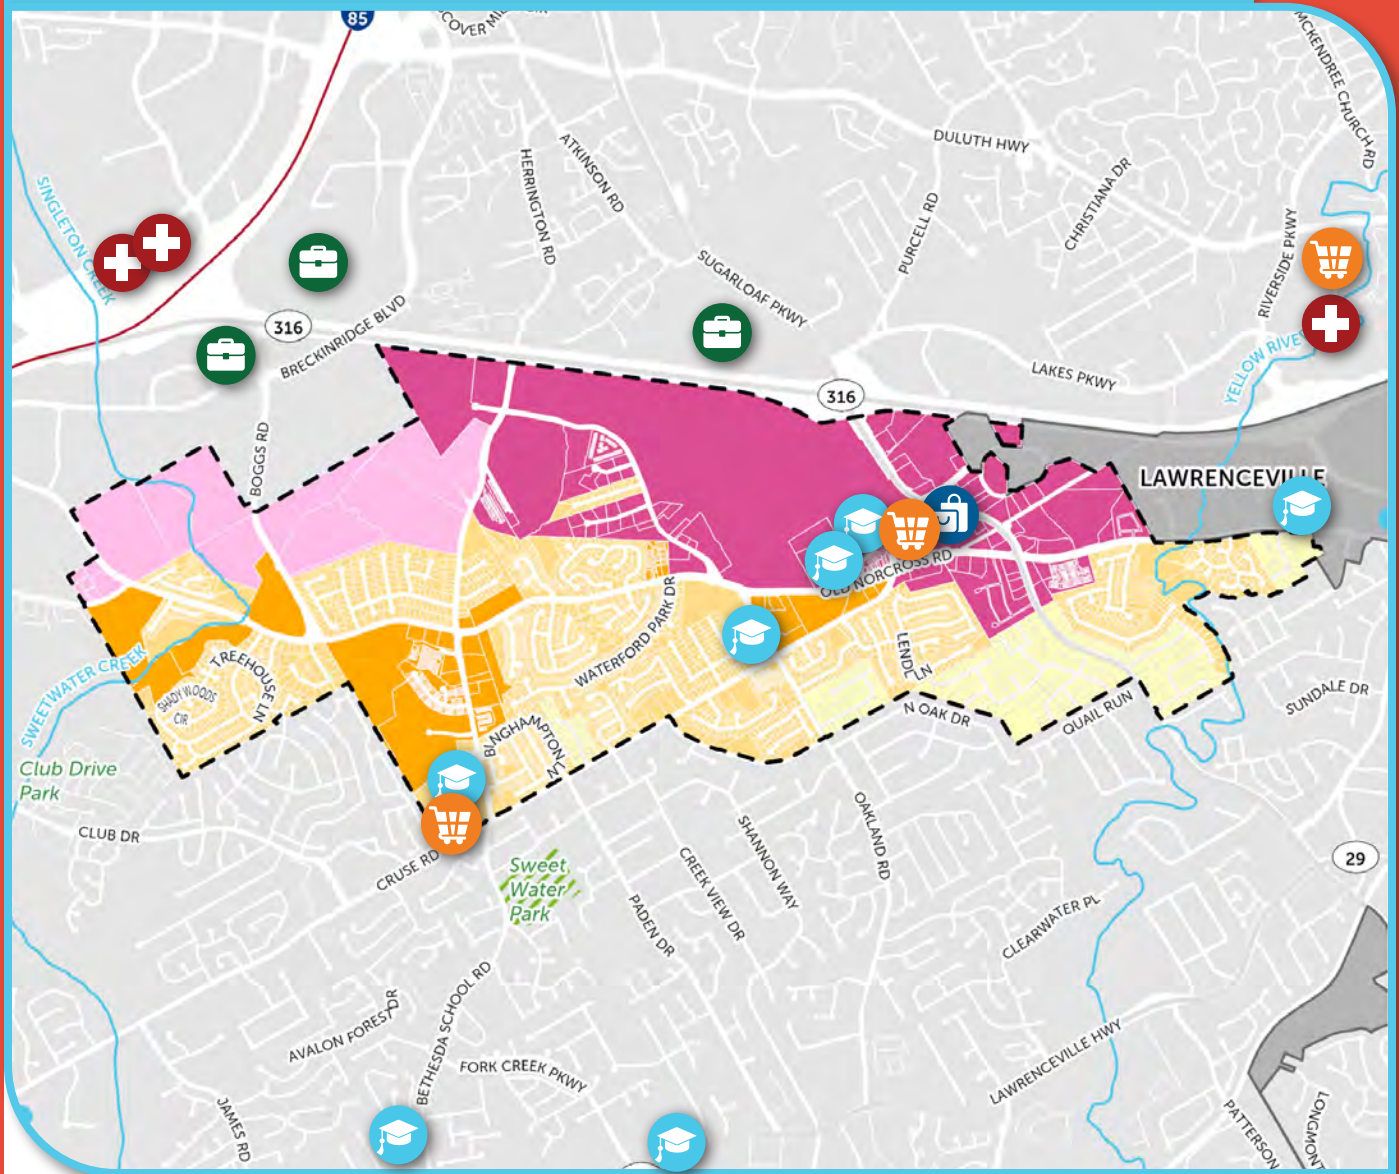 85
MCKENDREE CHURCH RD
DULUTH HWY
ATKINSON RD
HERRINGTON RD
CHRISTIANA DR
PURCELL RD
SINGLETON CREEK
RIVERSIDE PKWY
SUGARLOAF PKWY
316
BRECKINRIDGE BLVD
YELLOW RIVE
LAKES PKWY
316
BOGGS RD
LAWRENCEVILLE
OLD NORCROSS RD
WATERFORD PARK DR
LENDL
LN
SWEETWATER CREEK
TREEHOUSE LN
SHADY WOODS
CIR
SUNDALE DR
N OAK DR
QUAIL RUN
BINGHAMPTON LN
Club Drive
Park
CLUB DR
CRUSE RD
SHANNON WAY
OAKLAND RD
CREEK VIEW DR
29
Sweet
Water
Park
PADEN DR
CLEARWATER PL
BETHESDA SCHOOL RD
AVALON FOREST DR
FORK CREEK PKWY
LAWRENCEVILLE HWY
JAMES RD
PATTERSON
LONGMON